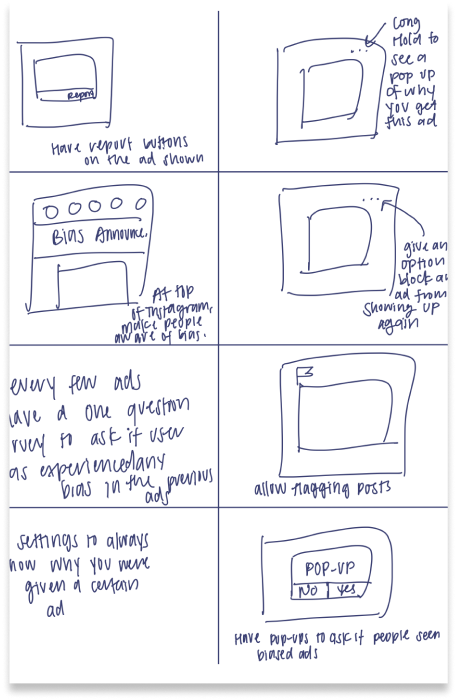 Report
Have report buttons
on the ad shown
Long
Hold to
see a
pop up
of why
you get
this ad
Bias Announce.
At top
of Instagram,
make people
aware of bias.
give an
option
block an
ad from
showing up
again
every few ads
ave a one question
rvey to ask if user
as experienced any
bias in the previous
ads
allow flagging posts
settings to always
how why you were
given a certain
ad
POP-UP
No Yes
Have pop-ups to ask if people seen
biased ads